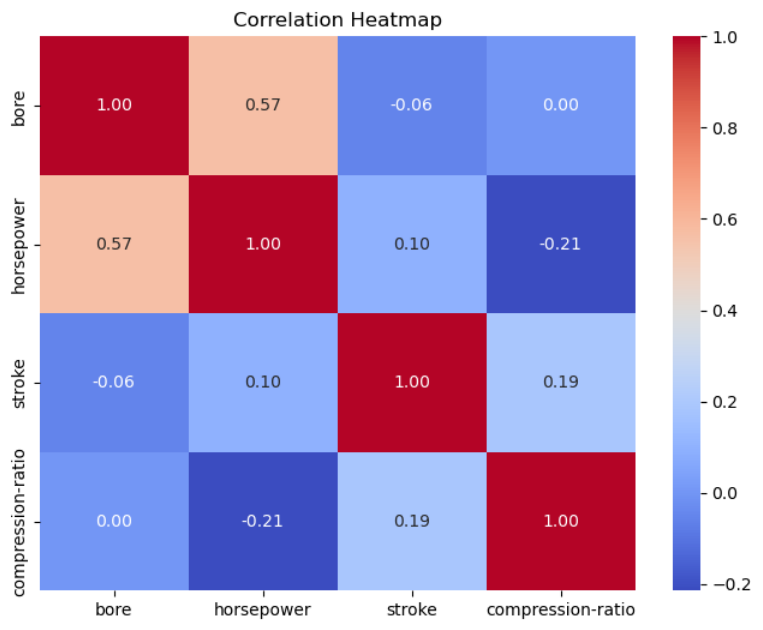 Correlation Heatmap
bore
1.00
0.57
-0.06
0.00
horsepower
0.57
1.00
0.10
-0.21
stroke
-0.06
0.10
1.00
0.19
compression-ratio
0.00
-0.21
0.19
1.00
bore
horsepower
stroke
compression-ratio
1.0
0.8
0.6
0.4
0.2
0.0
−0.2